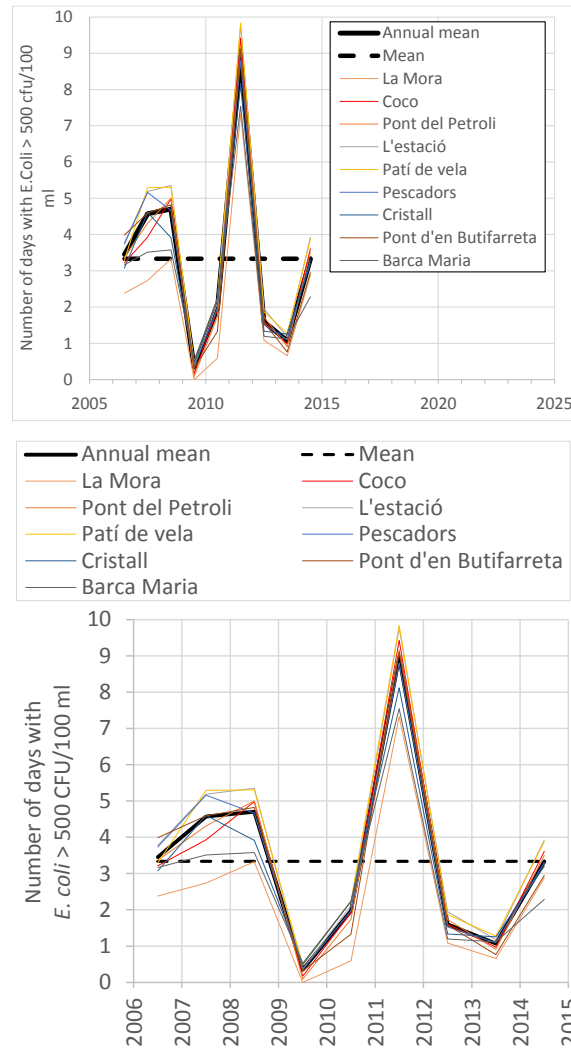 Number of days with E.Coli > 500 cfu/100
ml
10
9
8
7
6
5
4
3
2
1
0
2005
2010
2015
2020
2025
Annual mean
Mean
La Mora
Coco
Pont del Petroli
L'estació
Patí de vela
Pescadors
Cristall
Pont d'en Butifarreta
Barca Maria
Annual mean
Mean
La Mora
Coco
Pont del Petroli
L'estació
Patí de vela
Pescadors
Cristall
Pont d'en Butifarreta
Barca Maria
Number of days with
E. coli > 500 CFU/100 ml
10
9
8
7
6
5
4
3
2
1
0
2006
2007
2008
2009
2010
2011
2012
2013
2014
2015